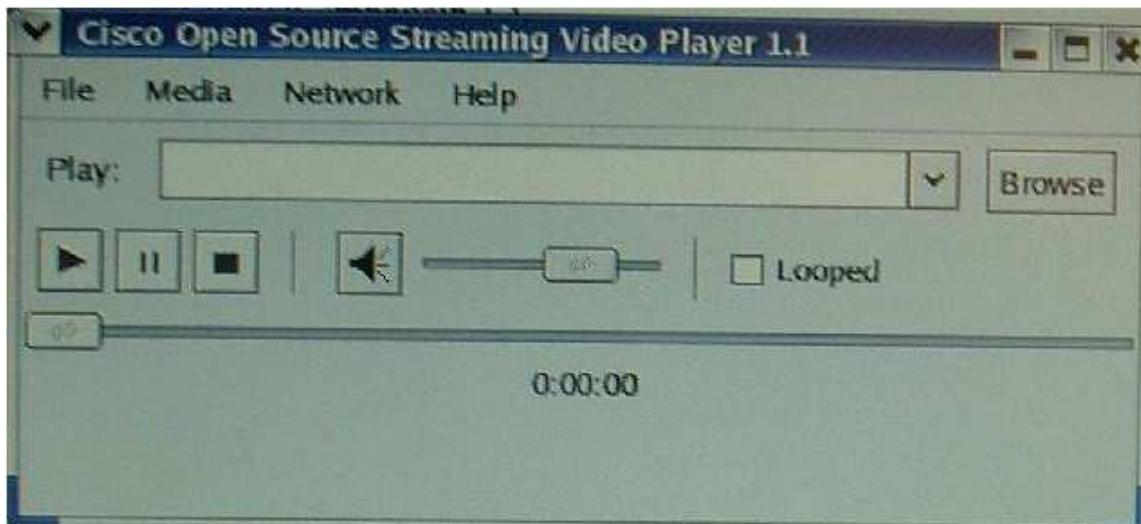 Cisco Open Source Streaming Video Player 1.1
File Media Network Help
Play: Browse
Looped
0:00:00